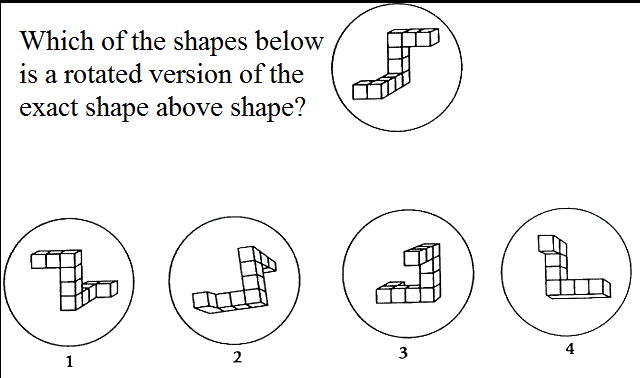 Which of the shapes below
is a rotated version of the
exact shape above shape?
1
2
3
4